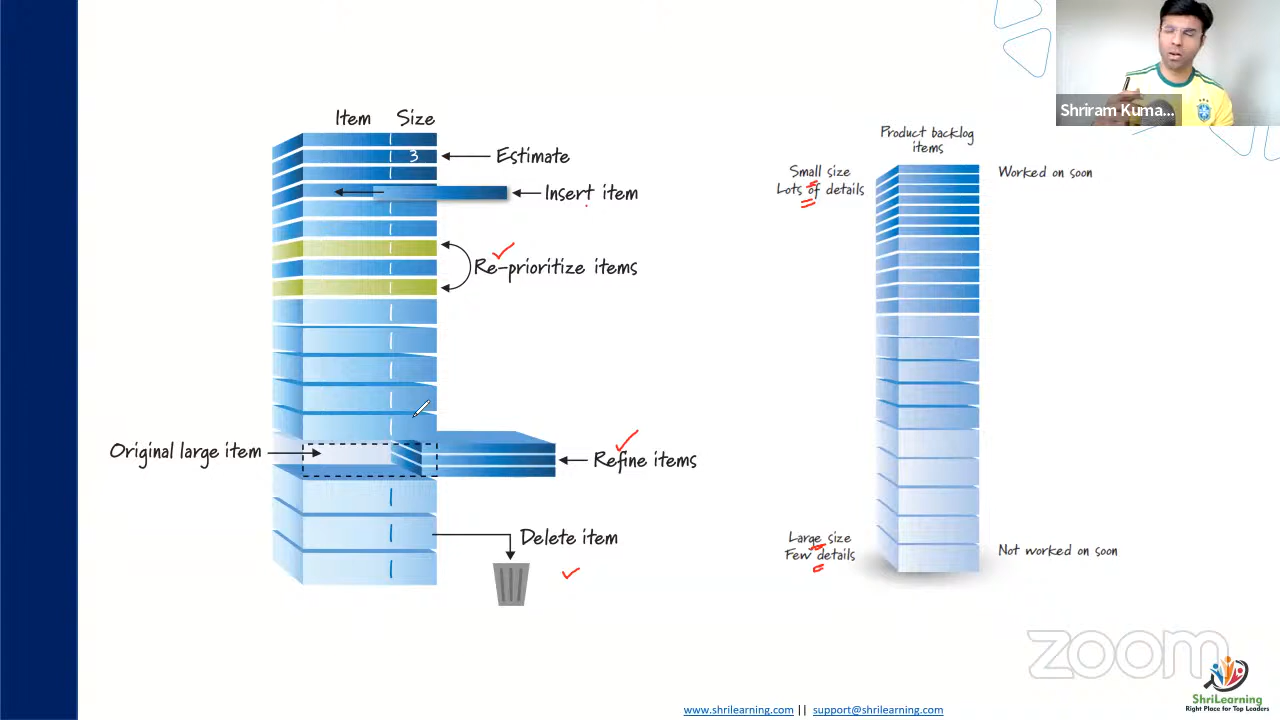 Shriram Kuma...
Item Size
3
Estimate
Insert item
Re-prioritize items
Original large item
Refine items
Delete item
Product backlog
items
Small size
Lots of details
Worked on soon
Large size
Few details
Not worked on soon
zoom
ShriLearning
Right Place for Top Leaders
www.shrilearning.com || support@shrilearning.com